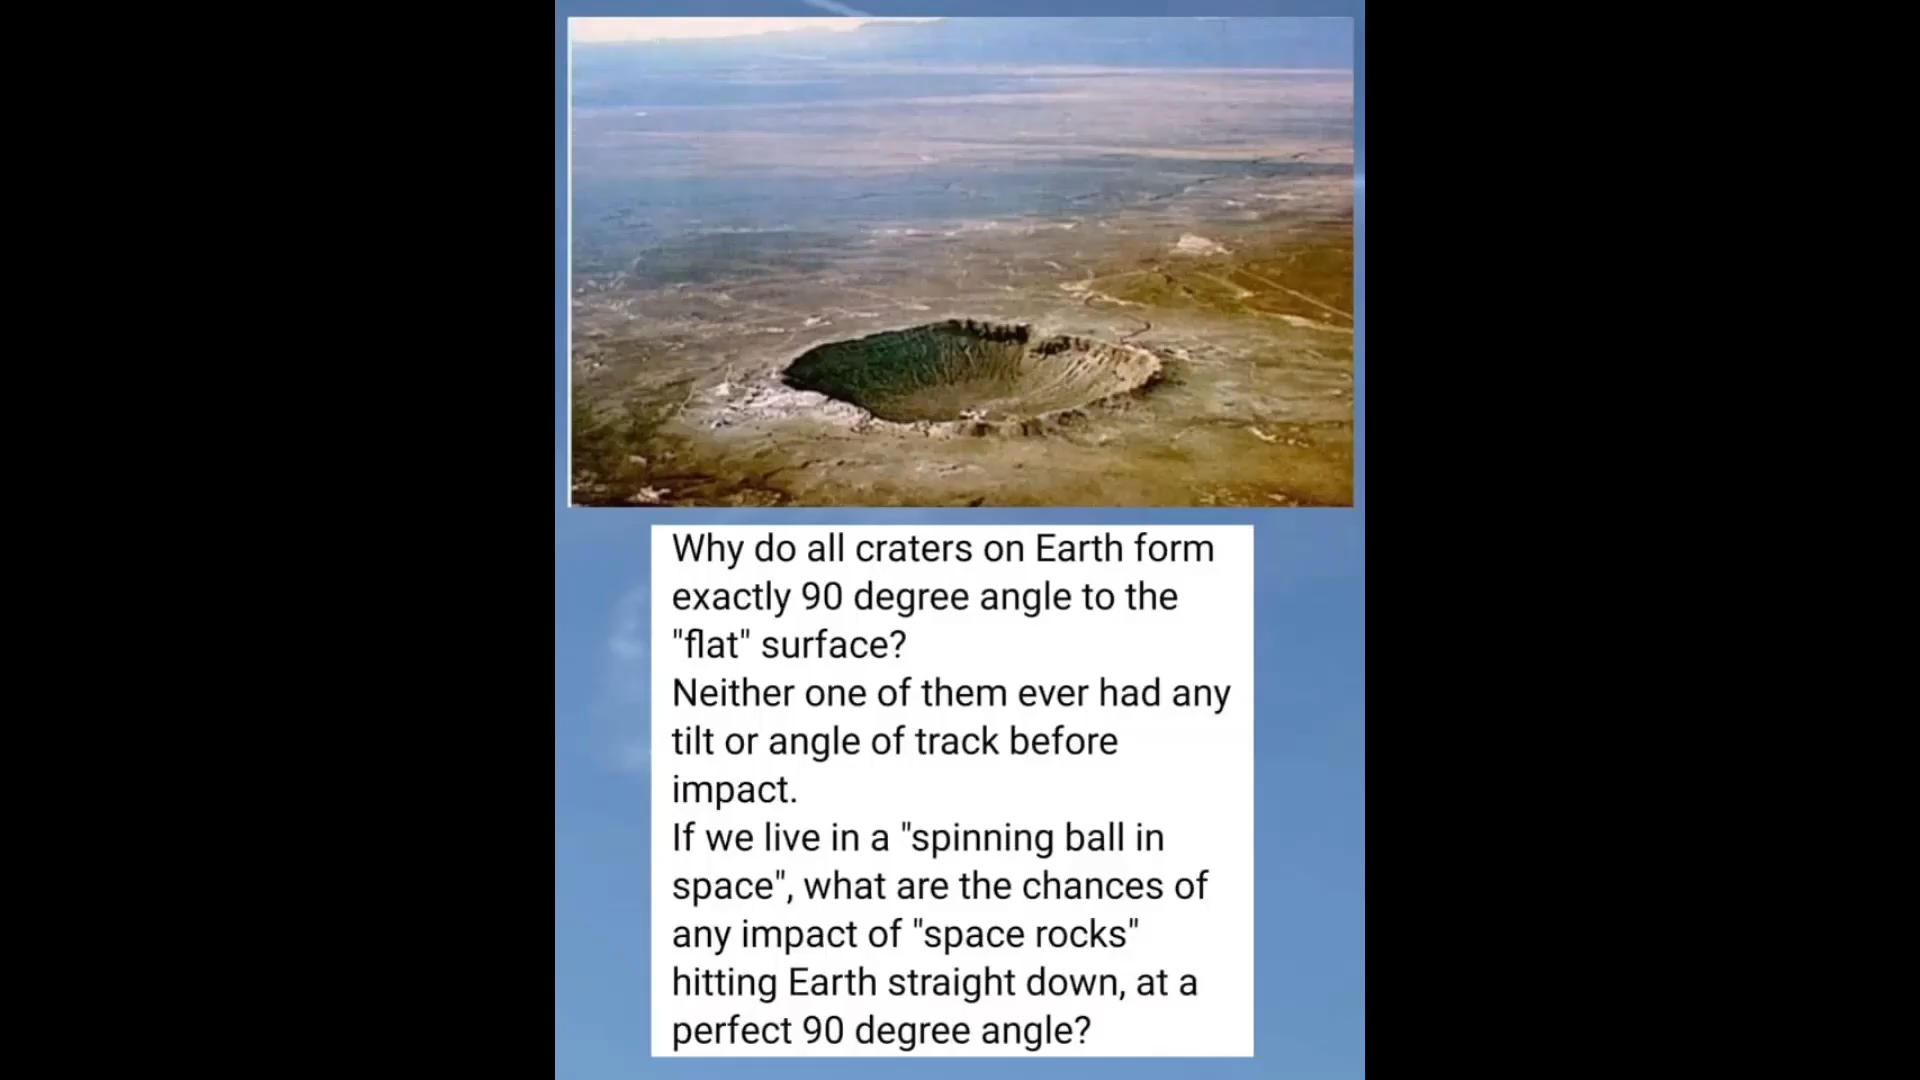 Why do all craters on Earth form
exactly 90 degree angle to the
"flat" surface?
Neither one of them ever had any
tilt or angle of track before
impact.
If we live in a "spinning ball in
space", what are the chances of
any impact of "space rocks"
hitting Earth straight down, at a
perfect 90 degree angle?